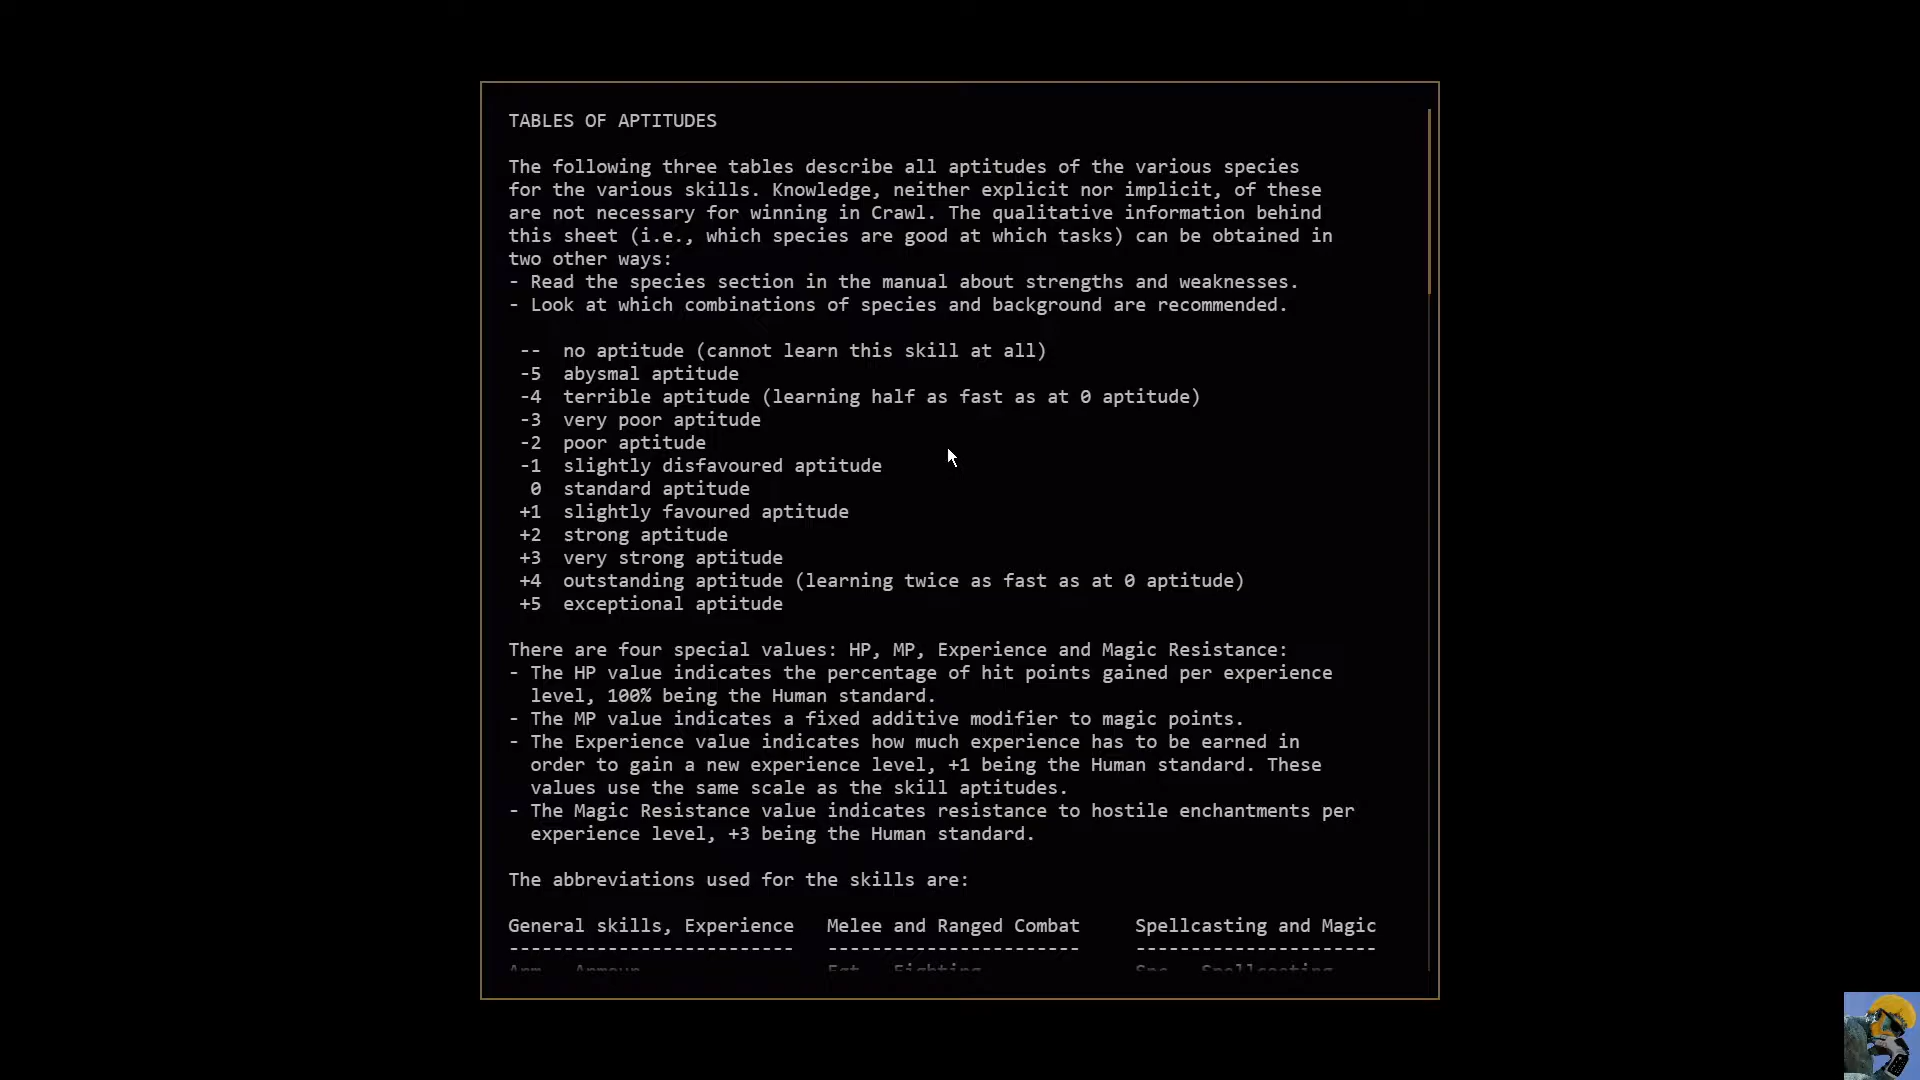 TABLES OF APTITUDES
The following three tables describe all aptitudes of the various species
for the various skills. Knowledge, neither explicit nor implicit, of these
are not necessary for winning in Crawl. The qualitative information behind
this sheet (i.e., which species are good at which tasks) can be obtained in
two other ways:
- Read the species section in the manual about strengths and weaknesses.
- Look at which combinations of species and background are recommended.
-- no aptitude (cannot learn this skill at all)
-5 abysmal aptitude
-4 terrible aptitude (learning half as fast as at 0 aptitude)
-3 very poor aptitude
-2 poor aptitude
-1 slightly disfavoured aptitude
0 standard aptitude
+1 slightly favoured aptitude
+2 strong aptitude
+3 very strong aptitude
+4 outstanding aptitude (learning twice as fast as at 0 aptitude)
+5 exceptional aptitude
There are four special values: HP, MP, Experience and Magic Resistance:
- The HP value indicates the percentage of hit points gained per experience
level, 100% being the Human standard.
- The MP value indicates a fixed additive modifier to magic points.
- The Experience value indicates how much experience has to be earned in
order to gain a new experience level, +1 being the Human standard. These
values use the same scale as the skill aptitudes.
- The Magic Resistance value indicates resistance to hostile enchantments per
experience level, +3 being the Human standard.
The abbreviations used for the skills are:
General skills, Experience Melee and Ranged Combat Spellcasting and Magic
-------------------------- ----------------------- ----------------------
Arm - Armour Fgt - Fighting Spc - Spellcasting